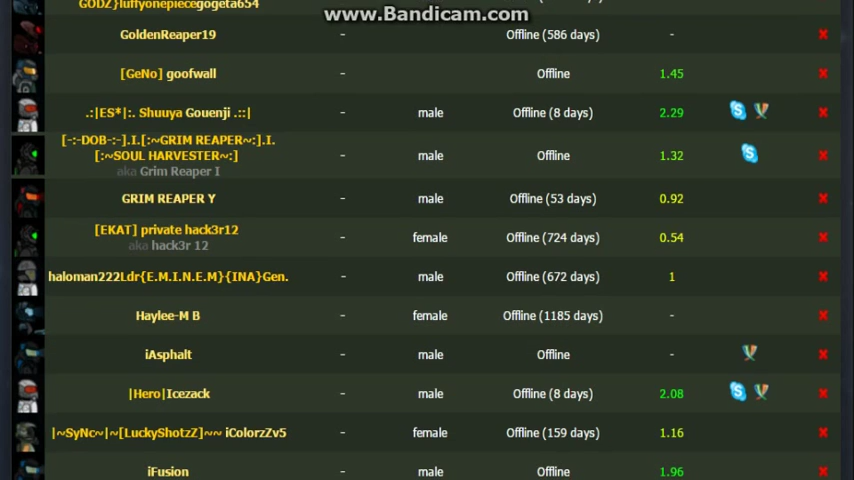 GODZ}luffyonepiecegogeta654
www.Bandicam.com
GoldenReaper19 - Offline (586 days) -
[GeNo] goofwall - Offline 1.45
.:|ES*|:. Shuuya Gouenji .::| - male Offline (8 days) 2.29
[-:-DOB-:-].I.[:~GRIM REAPER~:].I.
[:~SOUL HARVESTER~:] - male Offline 1.32
aka Grim Reaper I
GRIM REAPER Y - male Offline (53 days) 0.92
[EKAT] private hack3r12 - female Offline (724 days) 0.54
aka hack3r 12
haloman222Ldr{E.M.I.N.E.M}{INA}Gen. - male Offline (672 days) 1
Haylee-M B - female Offline (1185 days) -
iAsphalt - male Offline -
|Hero|Icezack - male Offline (8 days) 2.08
|~SyNc~|~[LuckyShotzZ]~~ iColorzZv5 - female Offline (159 days) 1.16
iFusion - male Offline 1.96